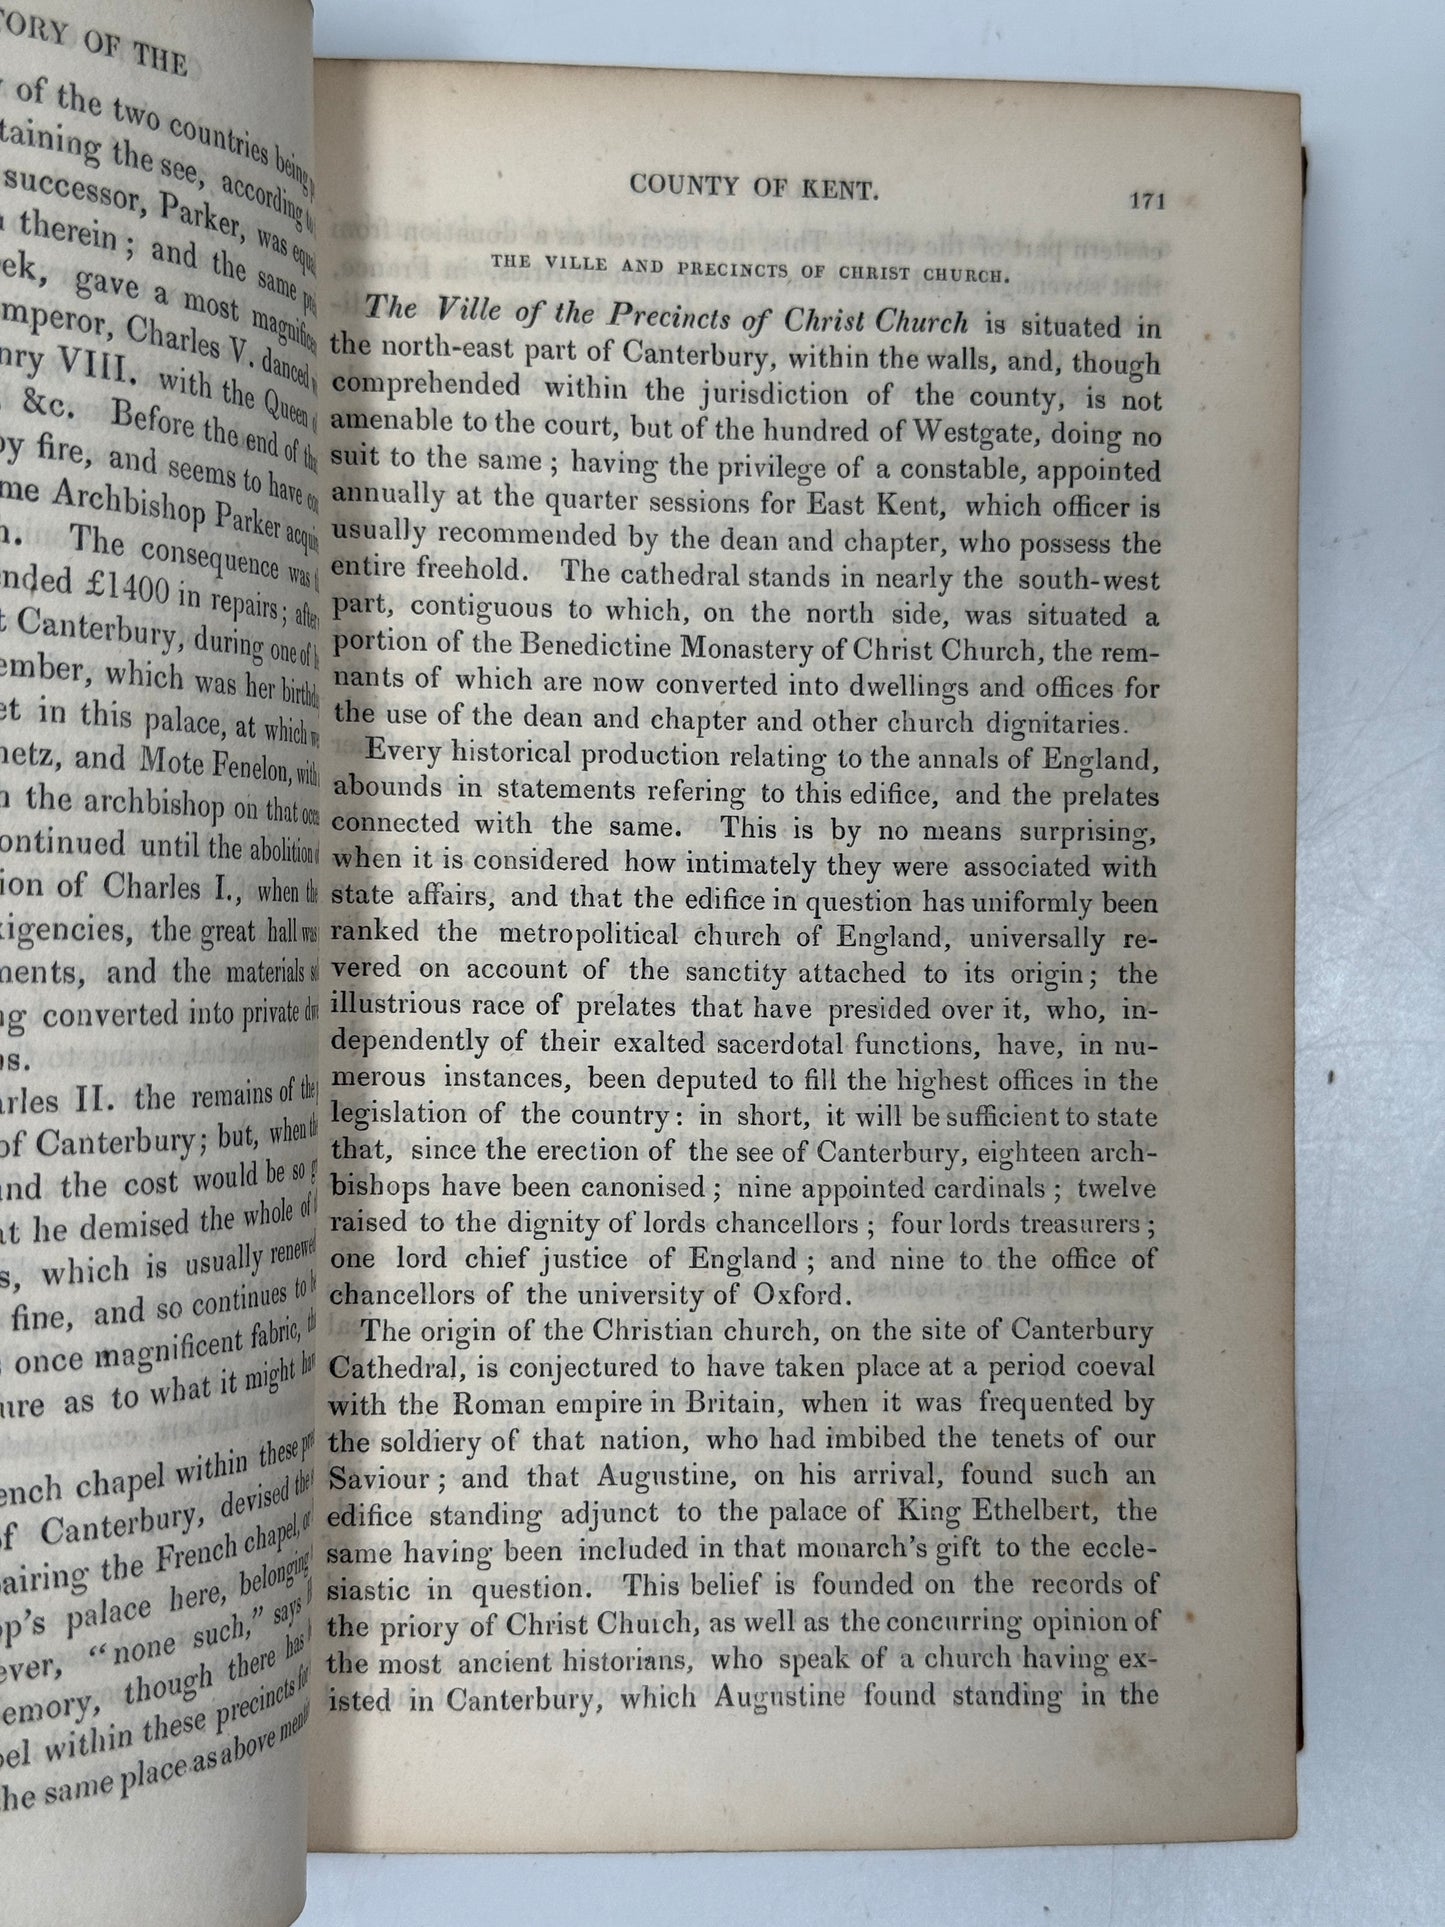 TORY OF THE
of the two countries being
taining the see, according
successor, Parker, was
therein; and the same
gave a most
mperor, Charles V. danced
nry VIII. with the Queen
&c. Before the end of
by fire, and seems to have
me Archbishop Parker
The consequence was
nded £1400 in repairs;
Canterbury, during one of
ember, which was her
et in this palace, at which
netz, and Mote Fenelon,
the archbishop on that
ontinued until the abolition
ion of Charles I., when
igencies, the great hall
ments, and the materials
ng converted into private
rles II. the remains of
of Canterbury; but, when
and the cost would be so
at he demised the whole of
which is usually
fine, and so continues to
once magnificent fabric,
ure as to what it might
ench chapel within these
of Canterbury, devised
airing the French chapel,
op's palace here, belonging
ever, “none such,” says
emory, though there has
pel within these precincts
he same place as above
COUNTY OF KENT. 171
THE VILLE AND PRECINCTS OF CHRIST CHURCH.
The Ville of the Precincts of Christ Church is situated in
the north-east part of Canterbury, within the walls, and, though
comprehended within the jurisdiction of the county, is not
amenable to the court, but of the hundred of Westgate, doing no
suit to the same; having the privilege of a constable, appointed
annually at the quarter sessions for East Kent, which officer is
usually recommended by the dean and chapter, who possess the
entire freehold. The cathedral stands in nearly the south-west
part, contiguous to which, on the north side, was situated a
portion of the Benedictine Monastery of Christ Church, the rem-
nants of which are now converted into dwellings and offices for
the use of the dean and chapter and other church dignitaries.
Every historical production relating to the annals of England,
abounds in statements refering to this edifice, and the prelates
connected with the same. This is by no means surprising,
when it is considered how intimately they were associated with
state affairs, and that the edifice in question has uniformly been
ranked the metropolitical church of England, universally re-
vered on account of the sanctity attached to its origin; the
illustrious race of prelates that have presided over it, who, in-
dependently of their exalted sacerdotal functions, have, in nu-
merous instances, been deputed to fill the highest offices in the
legislation of the country: in short, it will be sufficient to state
that, since the erection of the see of Canterbury, eighteen arch-
bishops have been canonised; nine appointed cardinals; twelve
raised to the dignity of lords chancellors; four lords treasurers;
one lord chief justice of England; and nine to the office of
chancellors of the university of Oxford.
The origin of the Christian church, on the site of Canterbury
Cathedral, is conjectured to have taken place at a period coeval
with the Roman empire in Britain, when it was frequented by
the soldiery of that nation, who had imbibed the tenets of our
Saviour; and that Augustine, on his arrival, found such an
edifice standing adjunct to the palace of King Ethelbert, the
same having been included in that monarch's gift to the eccle-
siastic in question. This belief is founded on the records of
the priory of Christ Church, as well as the concurring opinion of
the most ancient historians, who speak of a church having ex-
isted in Canterbury, which Augustine found standing in the